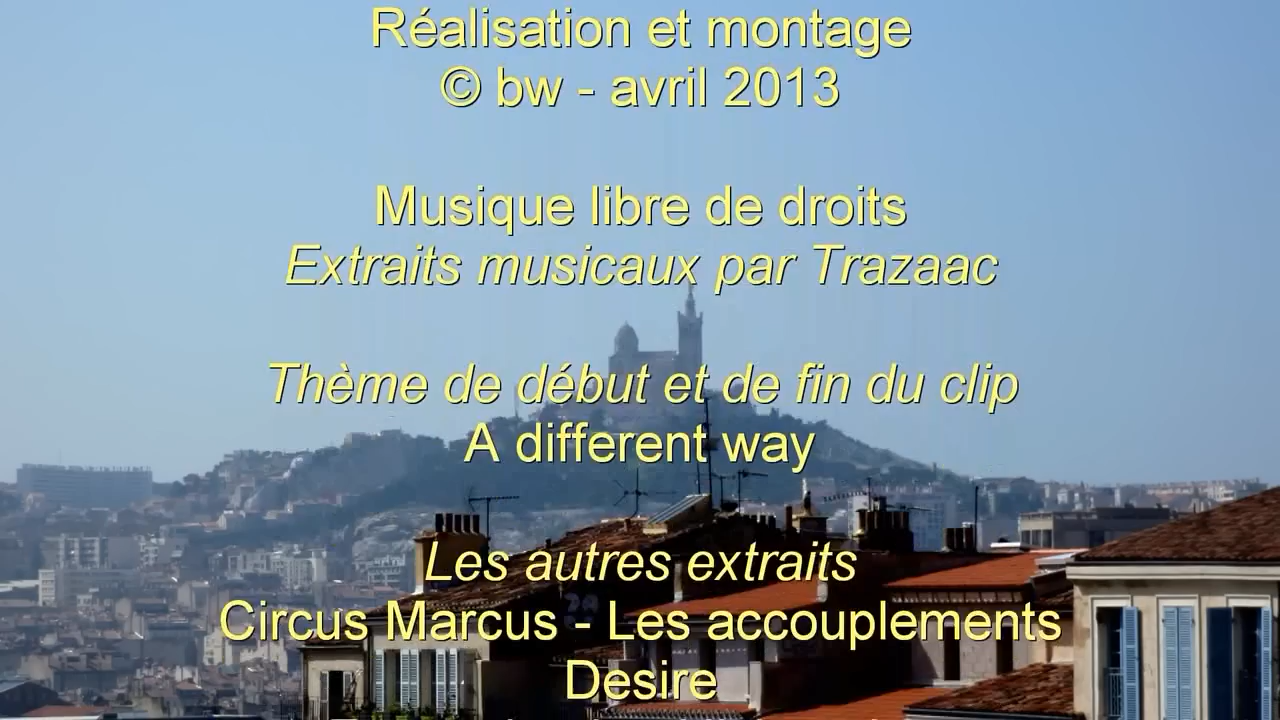 Réalisation et montage
© bw - avril 2013
Musique libre de droits
Extraits musicaux par Trazaac
Thème de début et de fin du clip
A different way
Les autres extraits
Circus Marcus - Les accouplements
Desire